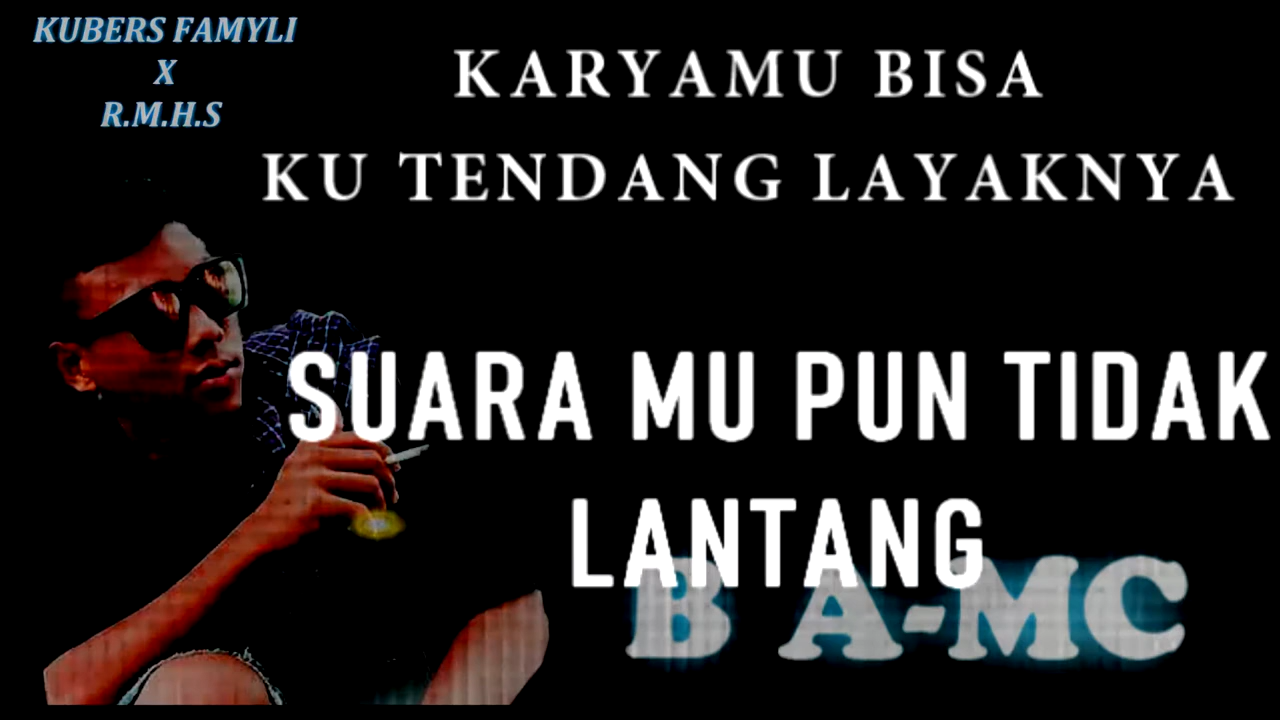 KUBERS FAMYLI
X
R.M.H.S
KARYAMU BISA
KU TENDANG LAYAKNYA
SUARA MU PUN TIDAK
LANTANG
B A-MC